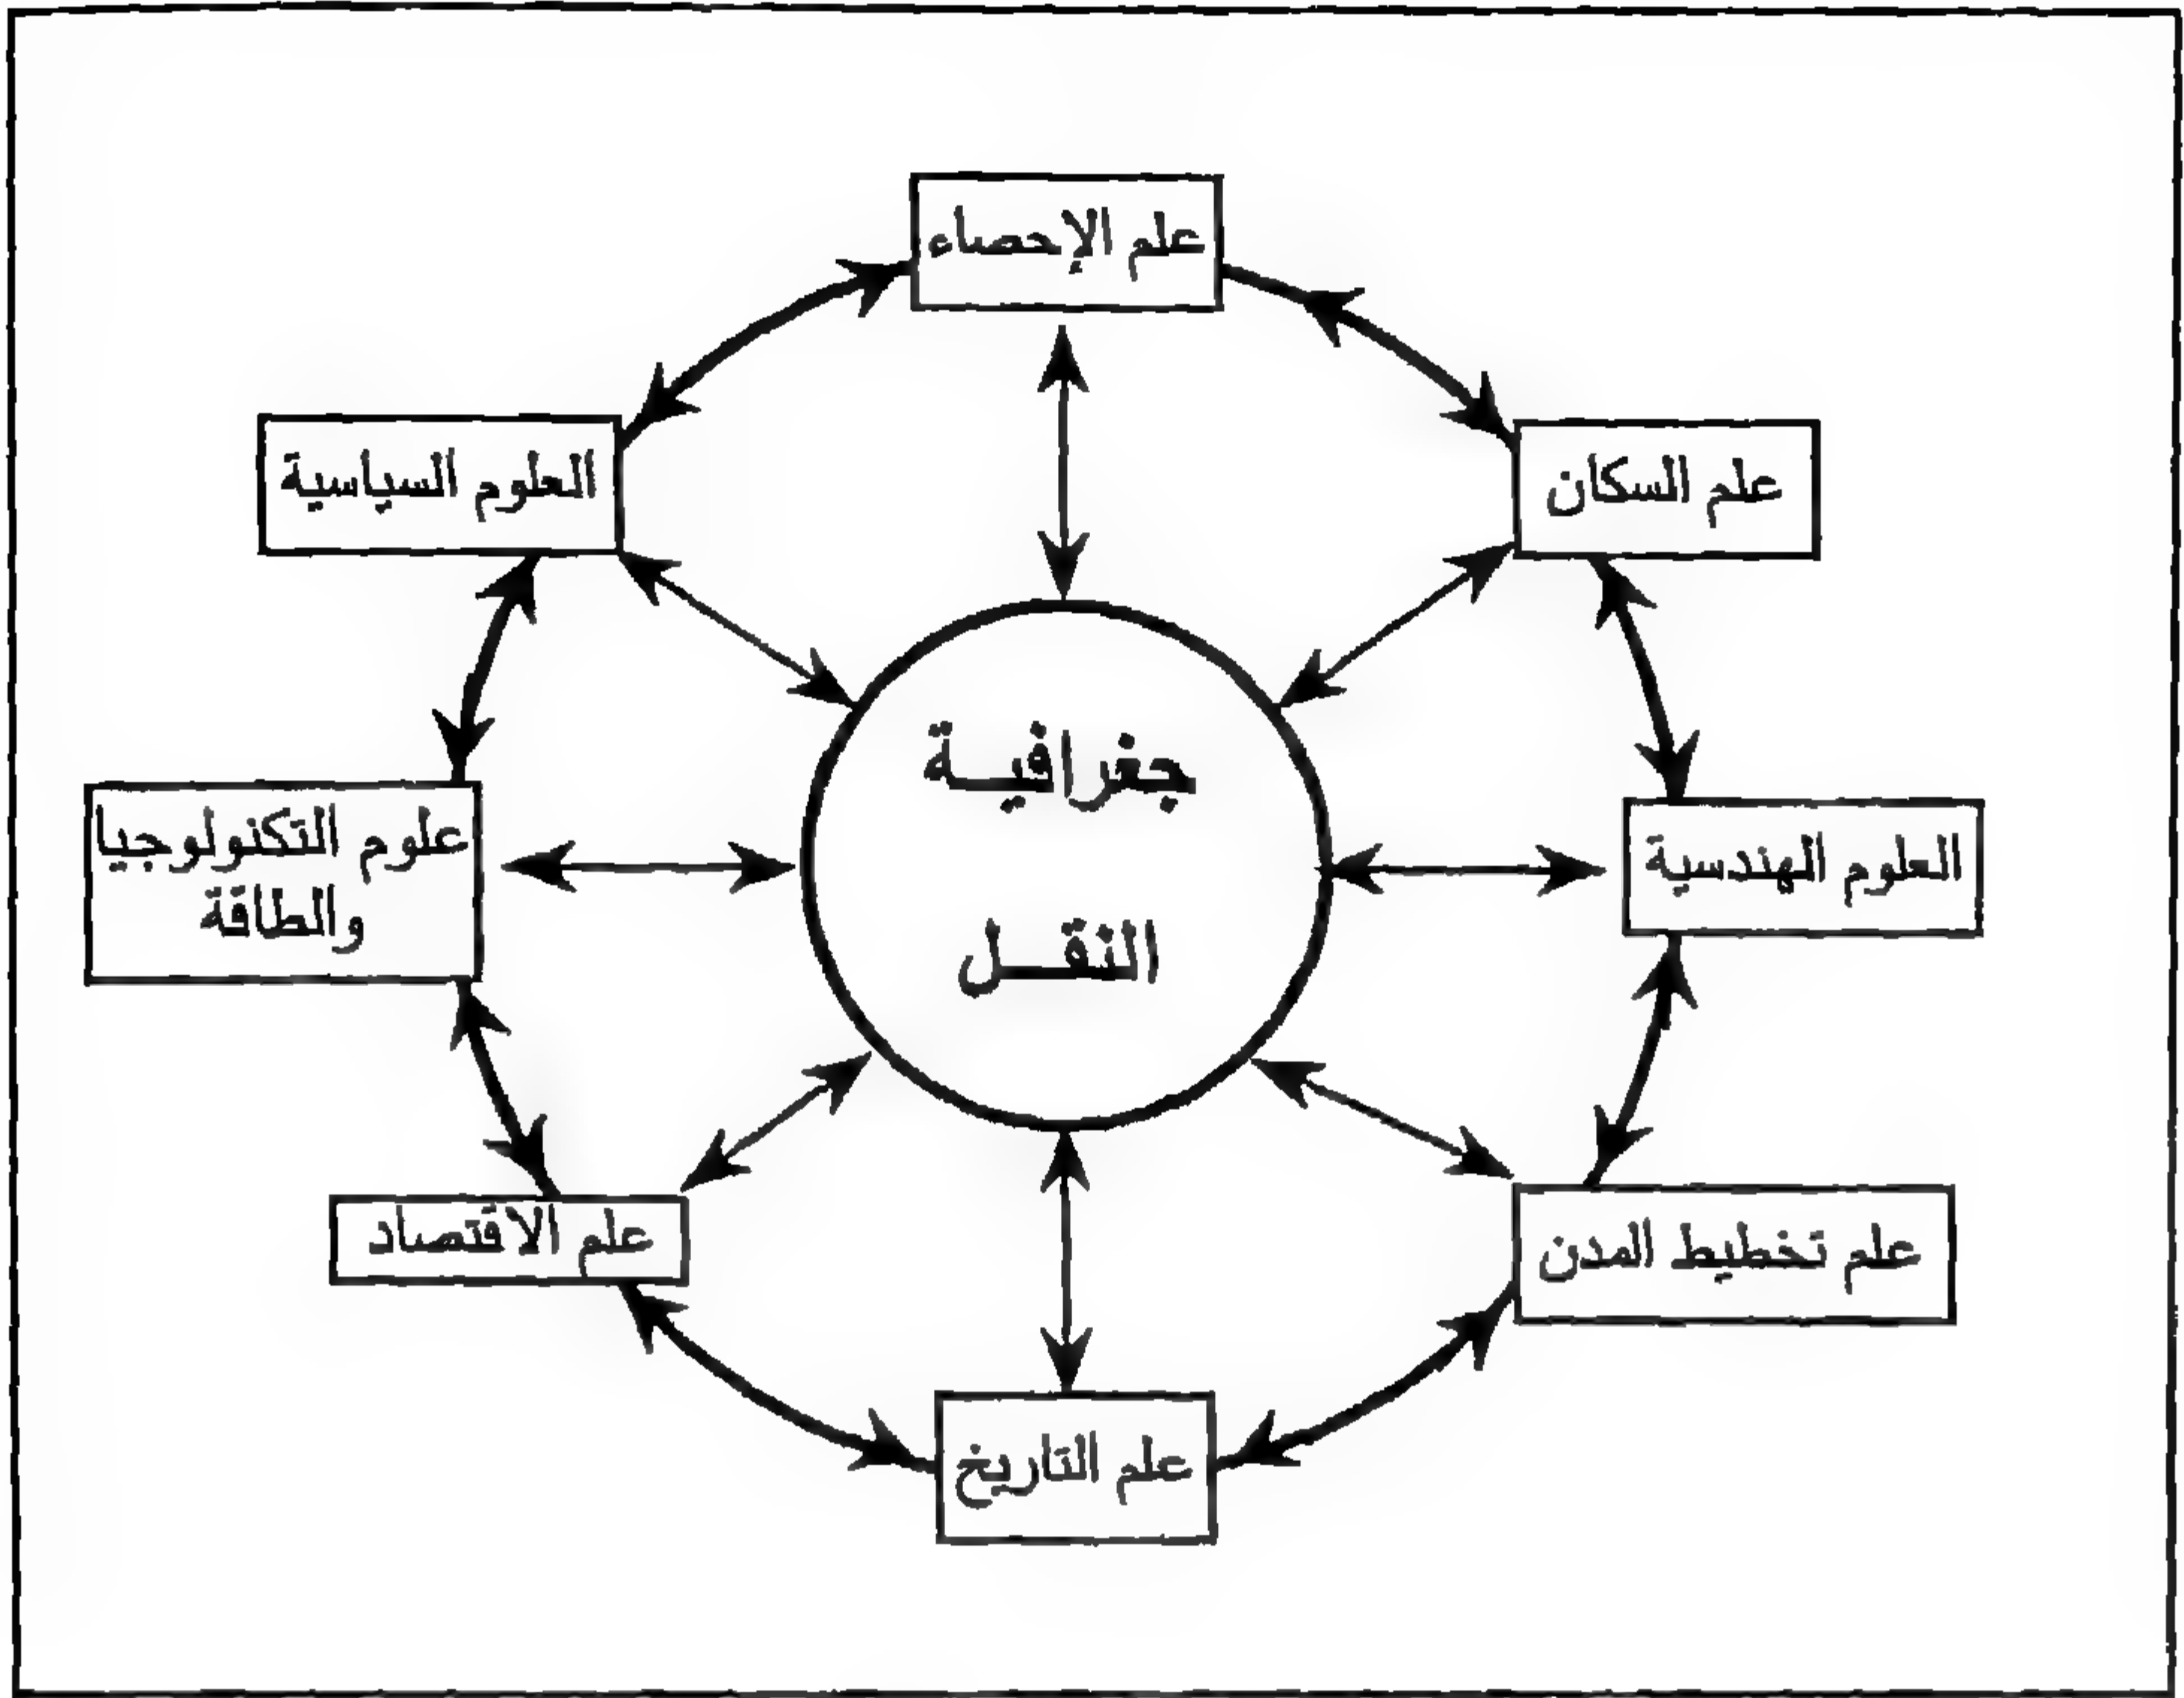 علم الإحصاء
علم السكان
العلوم السياسية
جغرافيـة
النقـل
العلوم الهندسية
علوم التكنولوجيا
والطاقة
علم تخطيط المدن
علم الاقتصاد
علم التاريخ